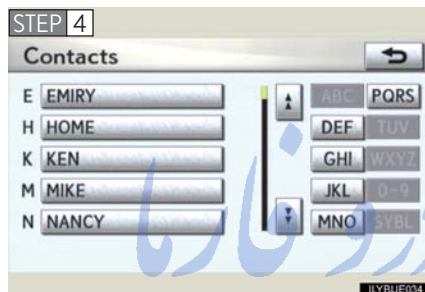 STEP 4
Contacts
E EMIRY
H HOME
K KEN
M MIKE
N NANCY
ABC PQRS
DEF TUV
GHI WXYZ
JKL 0-9
MNO SYBL
ILYBUE034